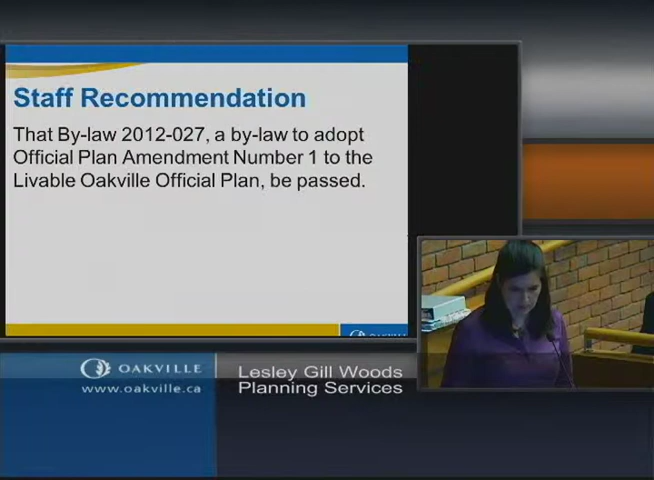 Staff Recommendation
That By-law 2012-027, a by-law to adopt
Official Plan Amendment Number 1 to the
Livable Oakville Official Plan, be passed.
OAKVILLE
OAKVILLE
www.oakville.ca
Lesley Gill Woods
Planning Services